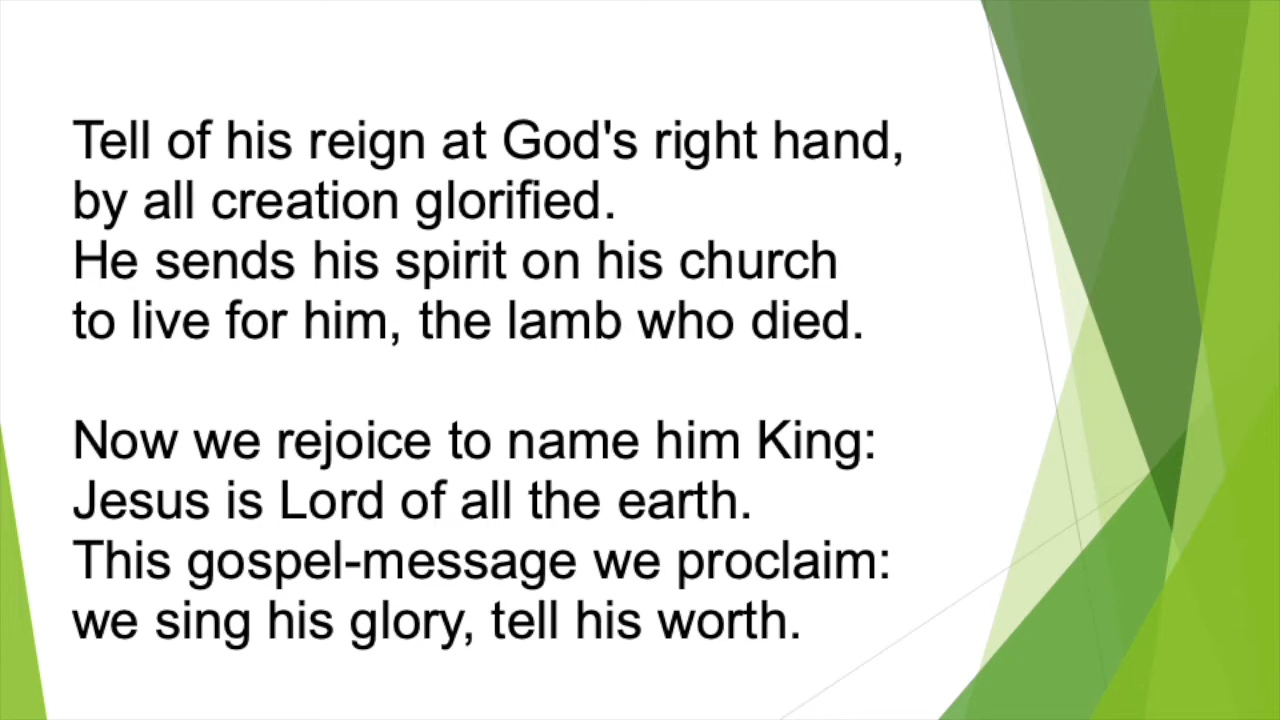 Tell of his reign at God's right hand,
by all creation glorified.
He sends his spirit on his church
to live for him, the lamb who died.
Now we rejoice to name him King:
Jesus is Lord of all the earth.
This gospel-message we proclaim:
we sing his glory, tell his worth.